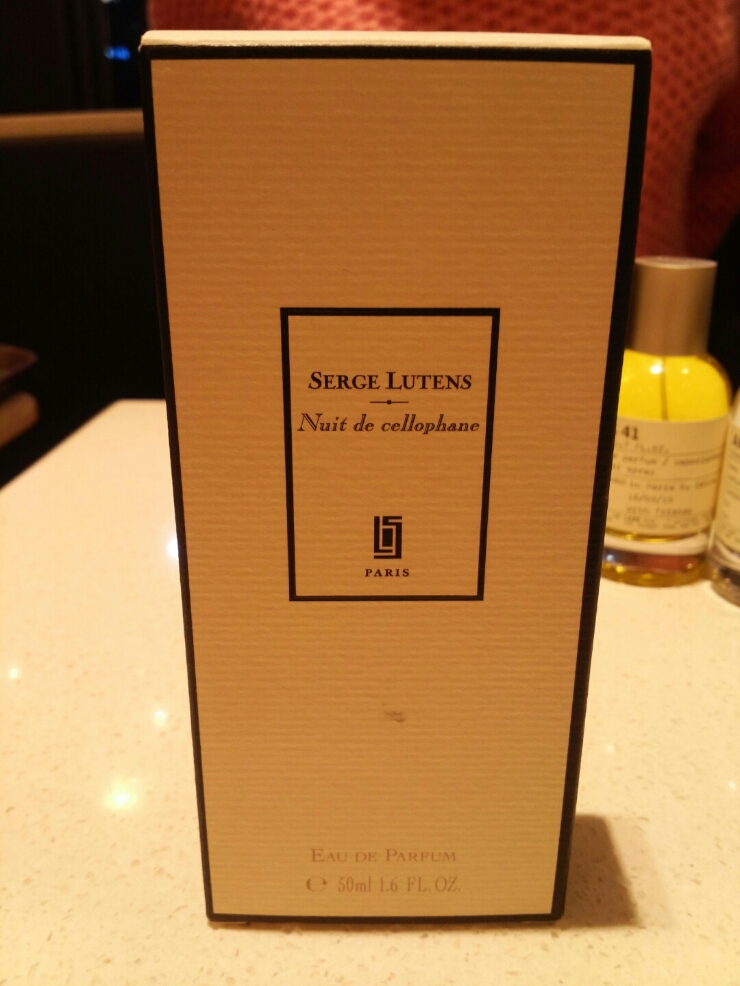 SERGE LUTENS
Nuit de cellophane
PARIS
EAU DE PARFUM
℮ 50ml 1.6 FL. OZ.
41